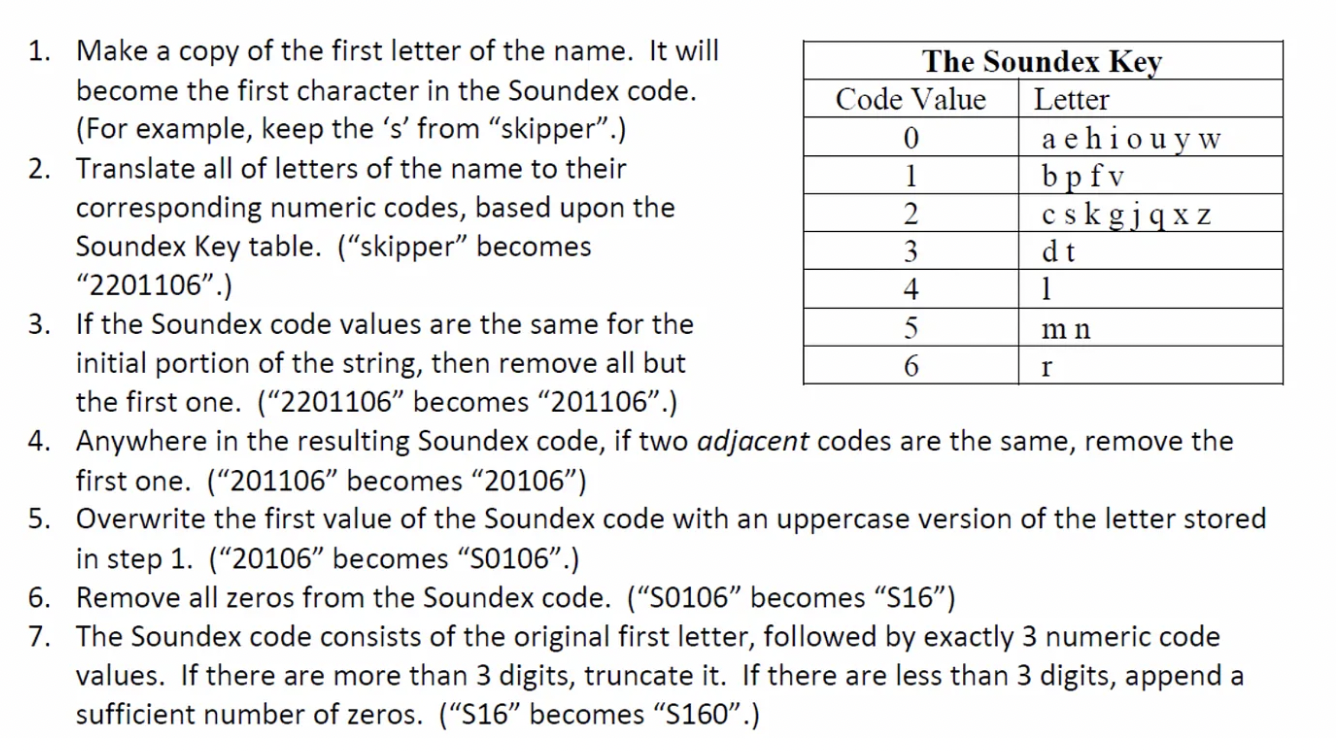 1. Make a copy of the first letter of the name. It will
become the first character in the Soundex code.
(For example, keep the ‘s’ from “skipper”.)
2. Translate all of letters of the name to their
corresponding numeric codes, based upon the
Soundex Key table. (“skipper” becomes
“2201106”.)
3. If the Soundex code values are the same for the
initial portion of the string, then remove all but
the first one. (“2201106” becomes “201106”.)
The Soundex Key
Code Value Letter
0 a e h i o u y w
1 b p f v
2 c s k g j q x z
3 d t
4 l
5 m n
6 r
4. Anywhere in the resulting Soundex code, if two adjacent codes are the same, remove the
first one. (“201106” becomes “20106”)
5. Overwrite the first value of the Soundex code with an uppercase version of the letter stored
in step 1. (“20106” becomes “S0106”.)
6. Remove all zeros from the Soundex code. (“S0106” becomes “S16”)
7. The Soundex code consists of the original first letter, followed by exactly 3 numeric code
values. If there are more than 3 digits, truncate it. If there are less than 3 digits, append a
sufficient number of zeros. (“S16” becomes “S160”.)